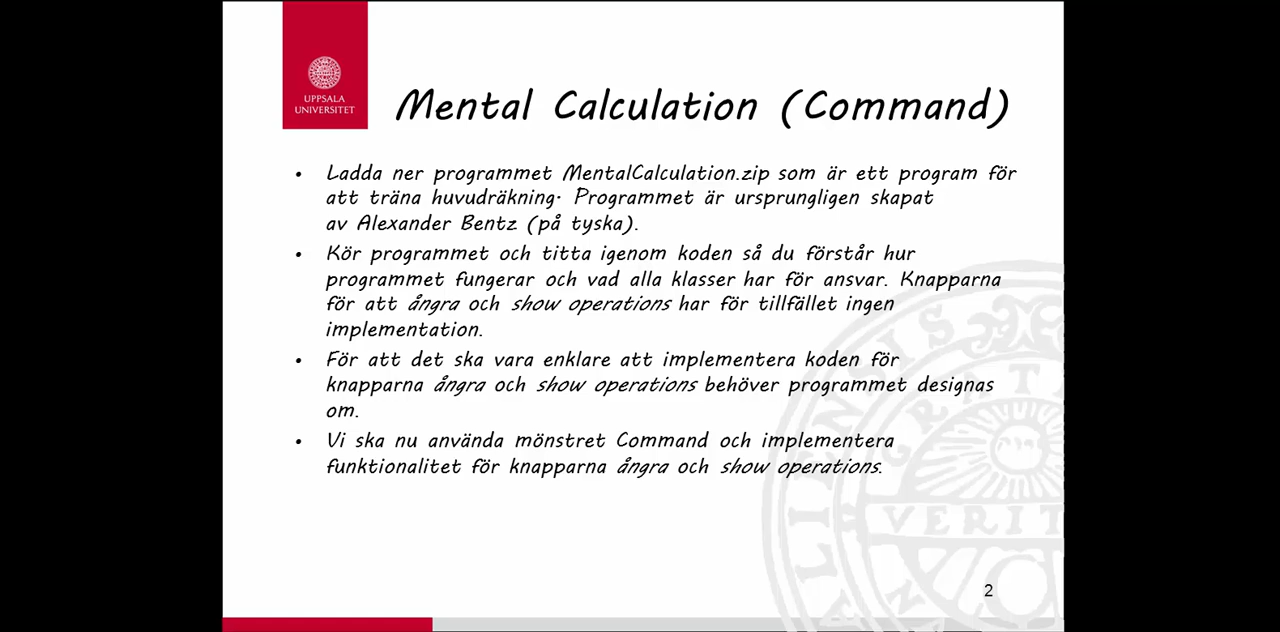 UPPSALA
UNIVERSITET
Mental Calculation (Command)
• Ladda ner programmet MentalCalculation.zip som är ett program för
att träna huvudräkning. Programmet är ursprungligen skapat
av Alexander Bentz (på tyska).
• Kör programmet och titta igenom koden så du förstår hur
programmet fungerar och vad alla klasser har för ansvar. Knapparna
för att ångra och show operations har för tillfället ingen
implementation.
• För att det ska vara enklare att implementera koden för
knapparna ångra och show operations behöver programmet designas
om.
• Vi ska nu använda mönstret Command och implementera
funktionalitet för knapparna ångra och show operations.
VERIT
2